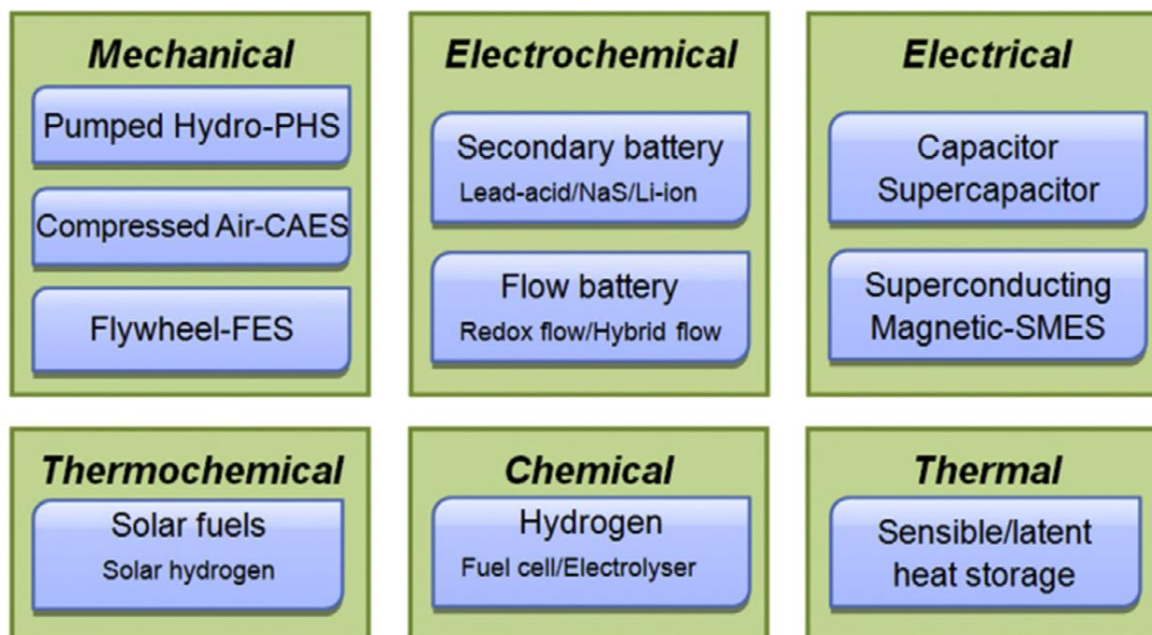 Mechanical
Pumped Hydro-PHS
Compressed Air-CAES
Flywheel-FES
Electrochemical
Secondary battery
Lead-acid/NaS/Li-ion
Flow battery
Redox flow/Hybrid flow
Electrical
Capacitor
Supercapacitor
Superconducting
Magnetic-SMES
Thermochemical
Solar fuels
Solar hydrogen
Chemical
Hydrogen
Fuel cell/Electrolyser
Thermal
Sensible/latent
heat storage